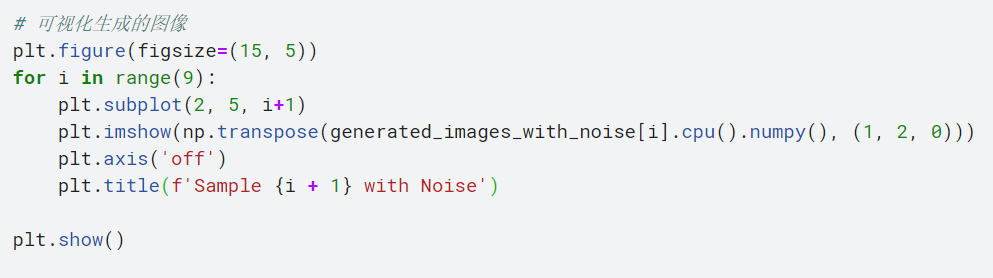 # 可视化生成的图像
plt.figure(figsize=(15, 5))
for i in range(9):
    plt.subplot(2, 5, i+1)
    plt.imshow(np.transpose(generated_images_with_noise[i].cpu().numpy(), (1, 2, 0)))
    plt.axis('off')
    plt.title(f'Sample {i + 1} with Noise')

plt.show()